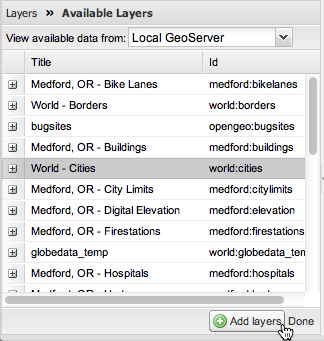 Layers » Available Layers
View available data from: Local GeoServer
Title Id
Medford, OR - Bike Lanes medford:bikelanes
World - Borders world:borders
bugsites opengeo:bugsites
Medford, OR - Buildings medford:buildings
World - Cities world:cities
Medford, OR - City Limits medford:citylimits
Medford, OR - Digital Elevation medford:elevation
Medford, OR - Firestations medford:firestations
globedata_temp world:globedata_tem
Medford, OR - Hospitals medford:hospitals
Add layers Done